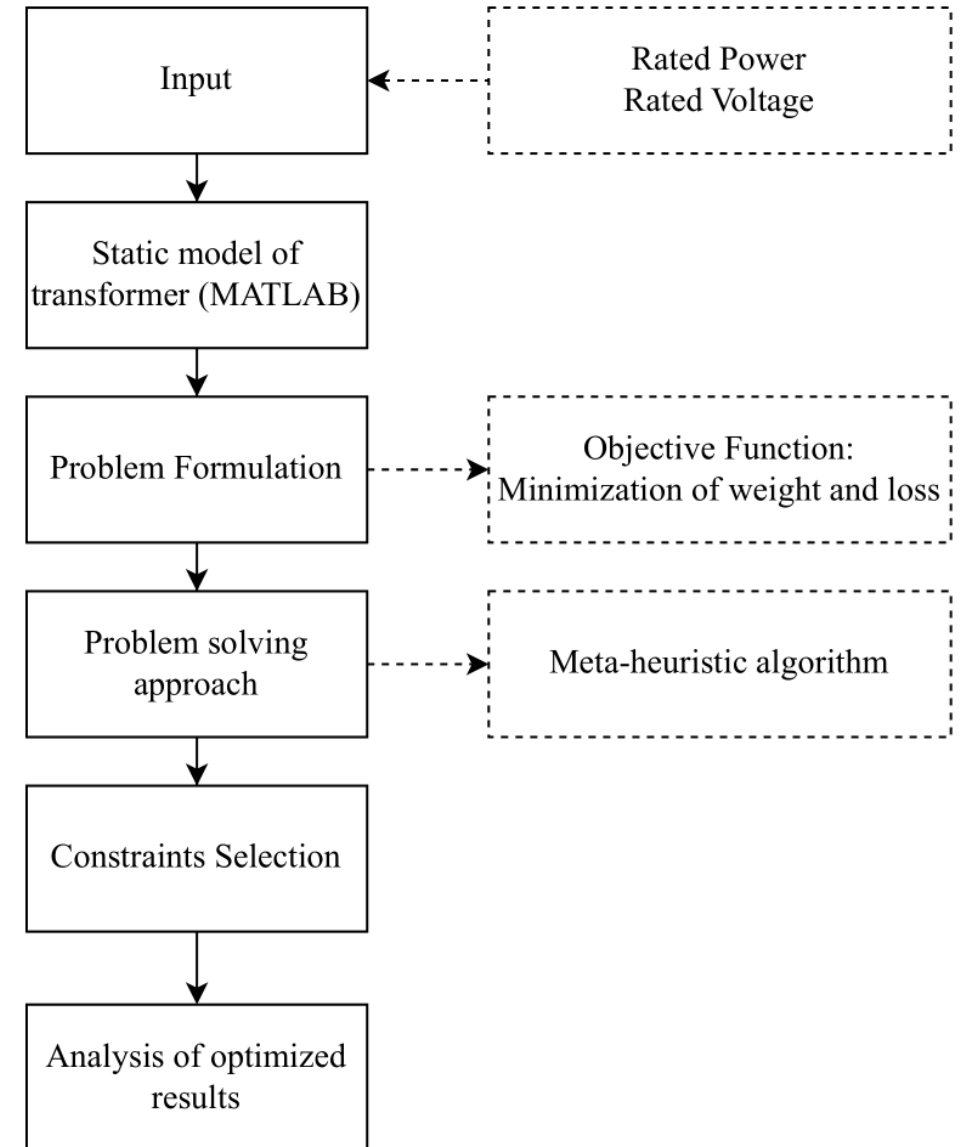 Input
Rated Power
Rated Voltage
Static model of
transformer (MATLAB)
Problem Formulation
Objective Function:
Minimization of weight and loss
Problem solving
approach
Meta-heuristic algorithm
Constraints Selection
Analysis of optimized
results